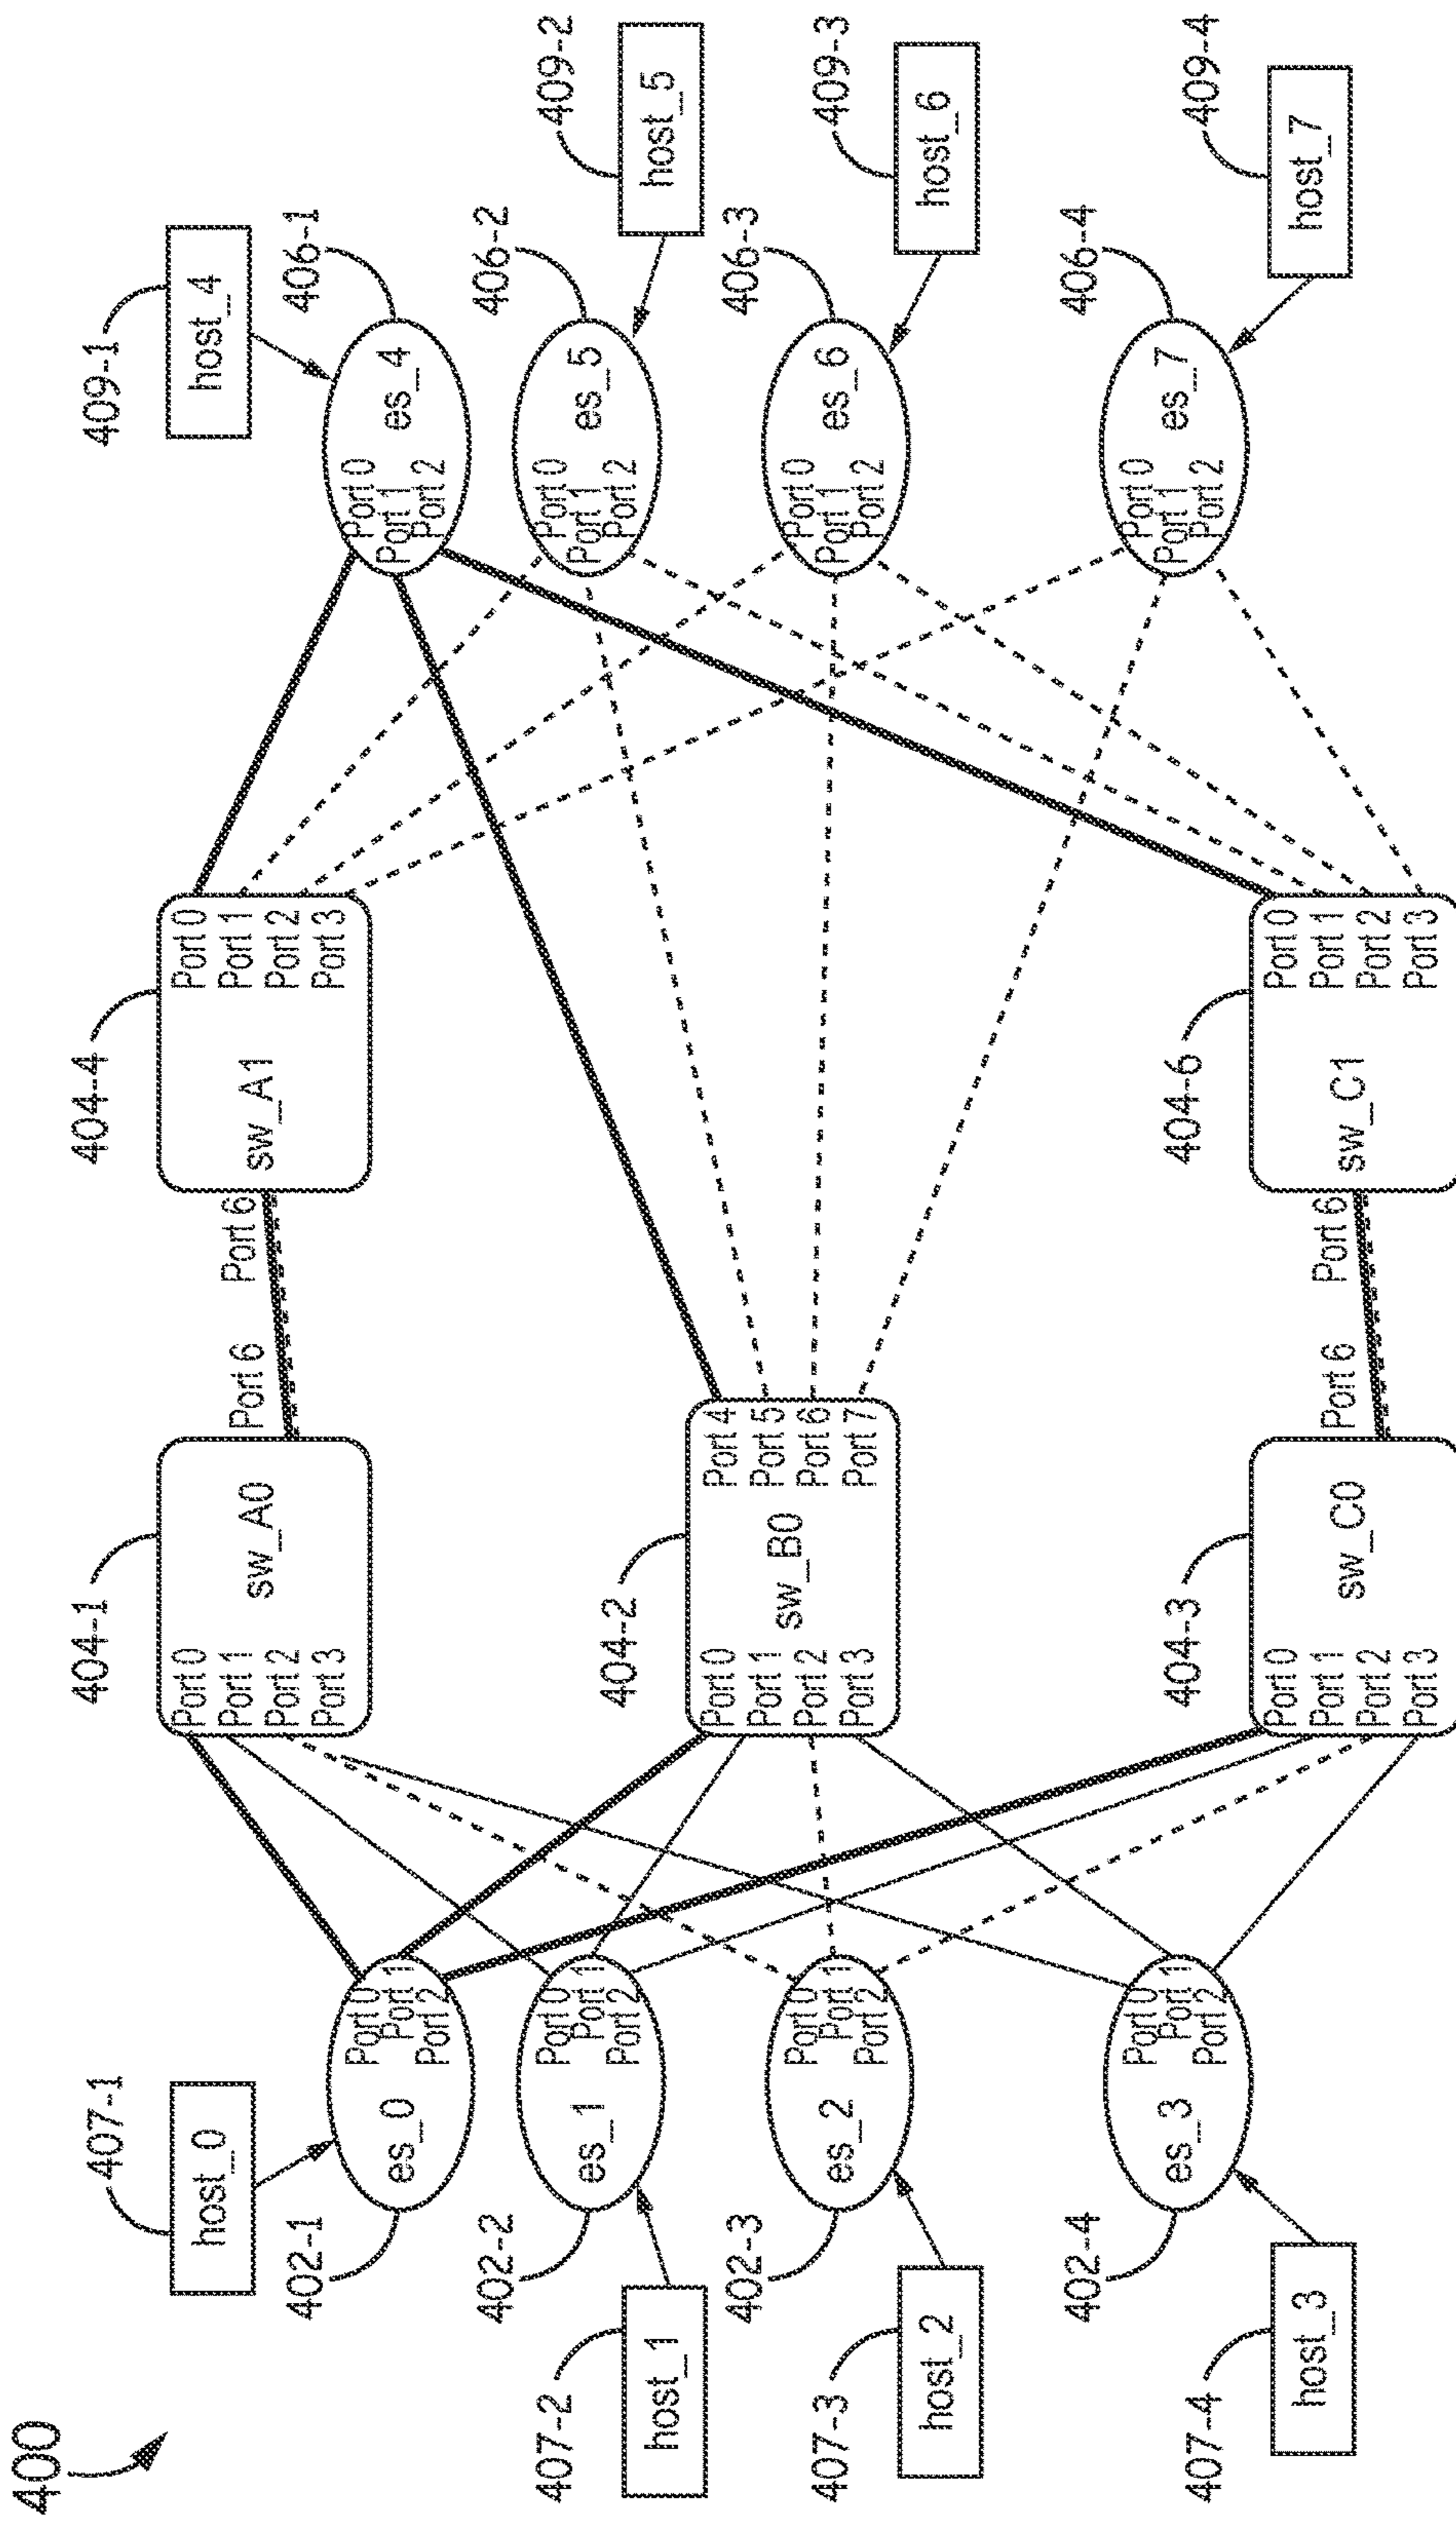 400
407-1
host_0
402-1
es_0
Port 0
Port 1
Port 2
402-2
es_1
Port 0
Port 1
Port 2
407-2
host_1
402-3
es_2
Port 0
Port 1
Port 2
407-3
host_2
402-4
es_3
Port 0
Port 1
Port 2
407-4
host_3
404-1
sw_A0
Port 0
Port 1
Port 2
Port 3
Port 6
404-2
sw_B0
Port 0
Port 1
Port 2
Port 3
Port 4
Port 5
Port 6
Port 7
404-3
sw_C0
Port 0
Port 1
Port 2
Port 3
Port 6
404-4
Port 6
sw_A1
Port 0
Port 1
Port 2
Port 3
404-6
Port 6
sw_C1
Port 0
Port 1
Port 2
Port 3
409-1
host_4
406-1
Port 0
Port 1
Port 2
es_4
409-2
host_5
406-2
Port 0
Port 1
Port 2
es_5
409-3
host_6
406-3
Port 0
Port 1
Port 2
es_6
409-4
host_7
406-4
Port 0
Port 1
Port 2
es_7